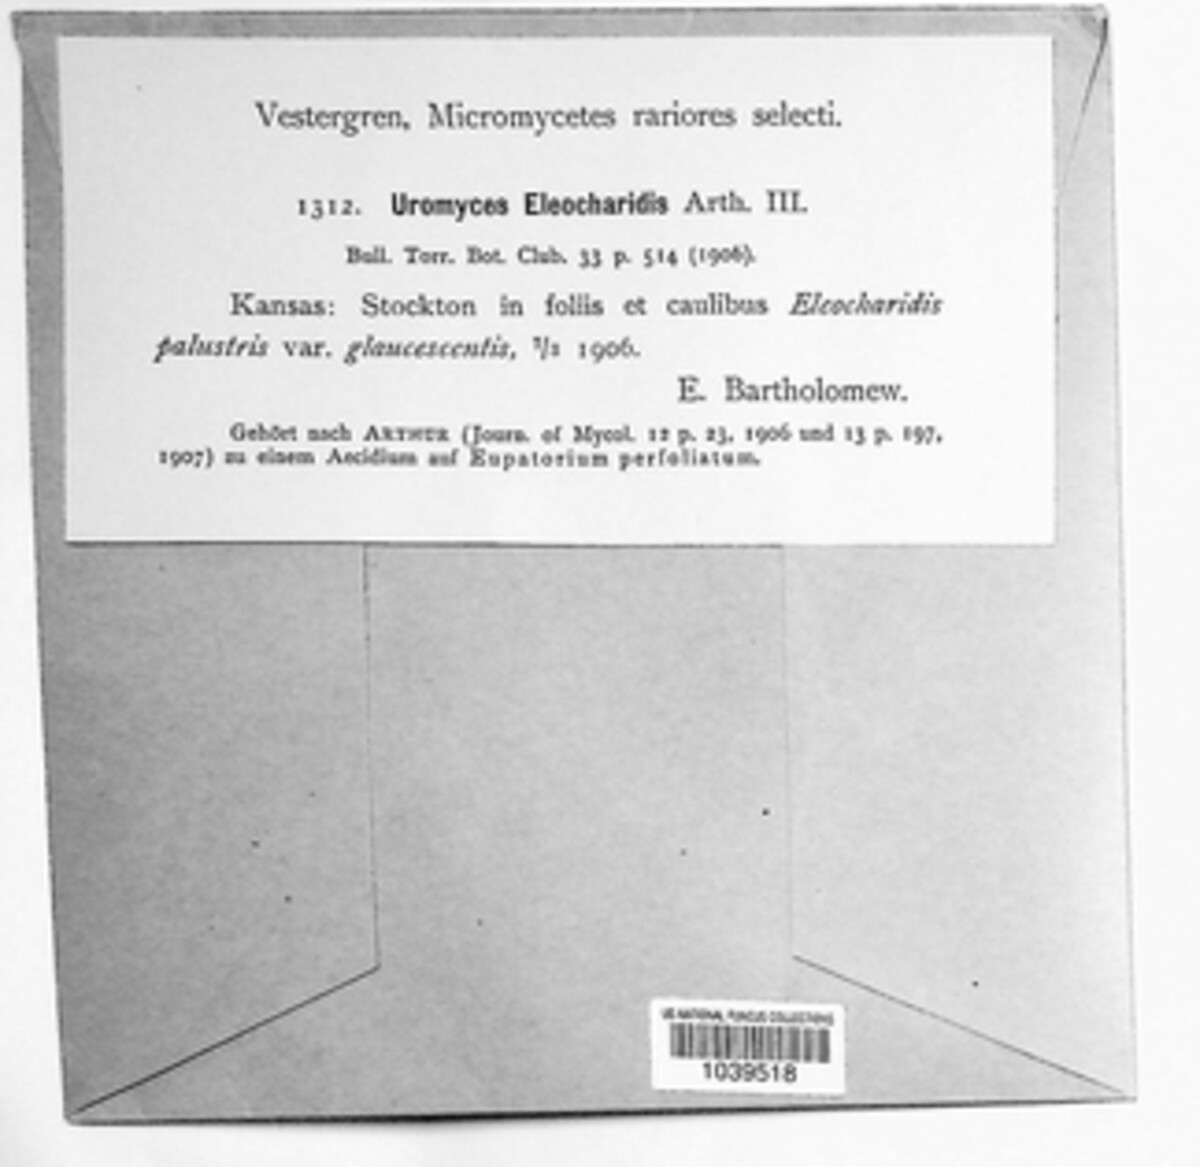 Vestergren, Micromycetes rariores selecti.
1312. Uromyces Eleocharidis Arth. III.
Bull. Torr. Bot. Club. 33 p. 514 (1906).
Kansas: Stockton in foliis et caulibus Eleocharidis
palustris var. glaucescentis, 1906.
E. Bartholomew.
Gehört nach ARTHUR (Journ. of Mycol. 12 p. 23, 1906 und 13 p. 197,
1907) zu einem Aecidium auf Eupatorium perfoliatum.
US NATIONAL FUNGUS COLLECTIONS
1039518